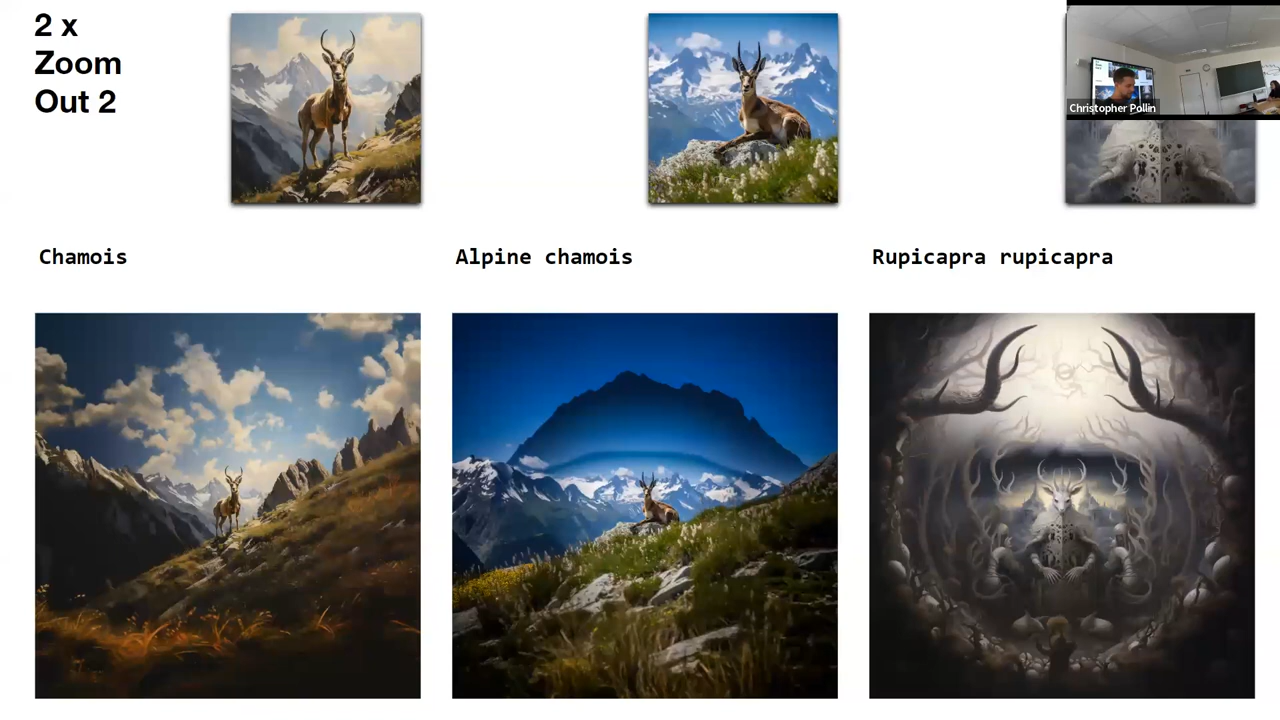 2 x
Zoom
Out 2
Christopher Pollin
Chamois
Alpine chamois
Rupicapra rupicapra